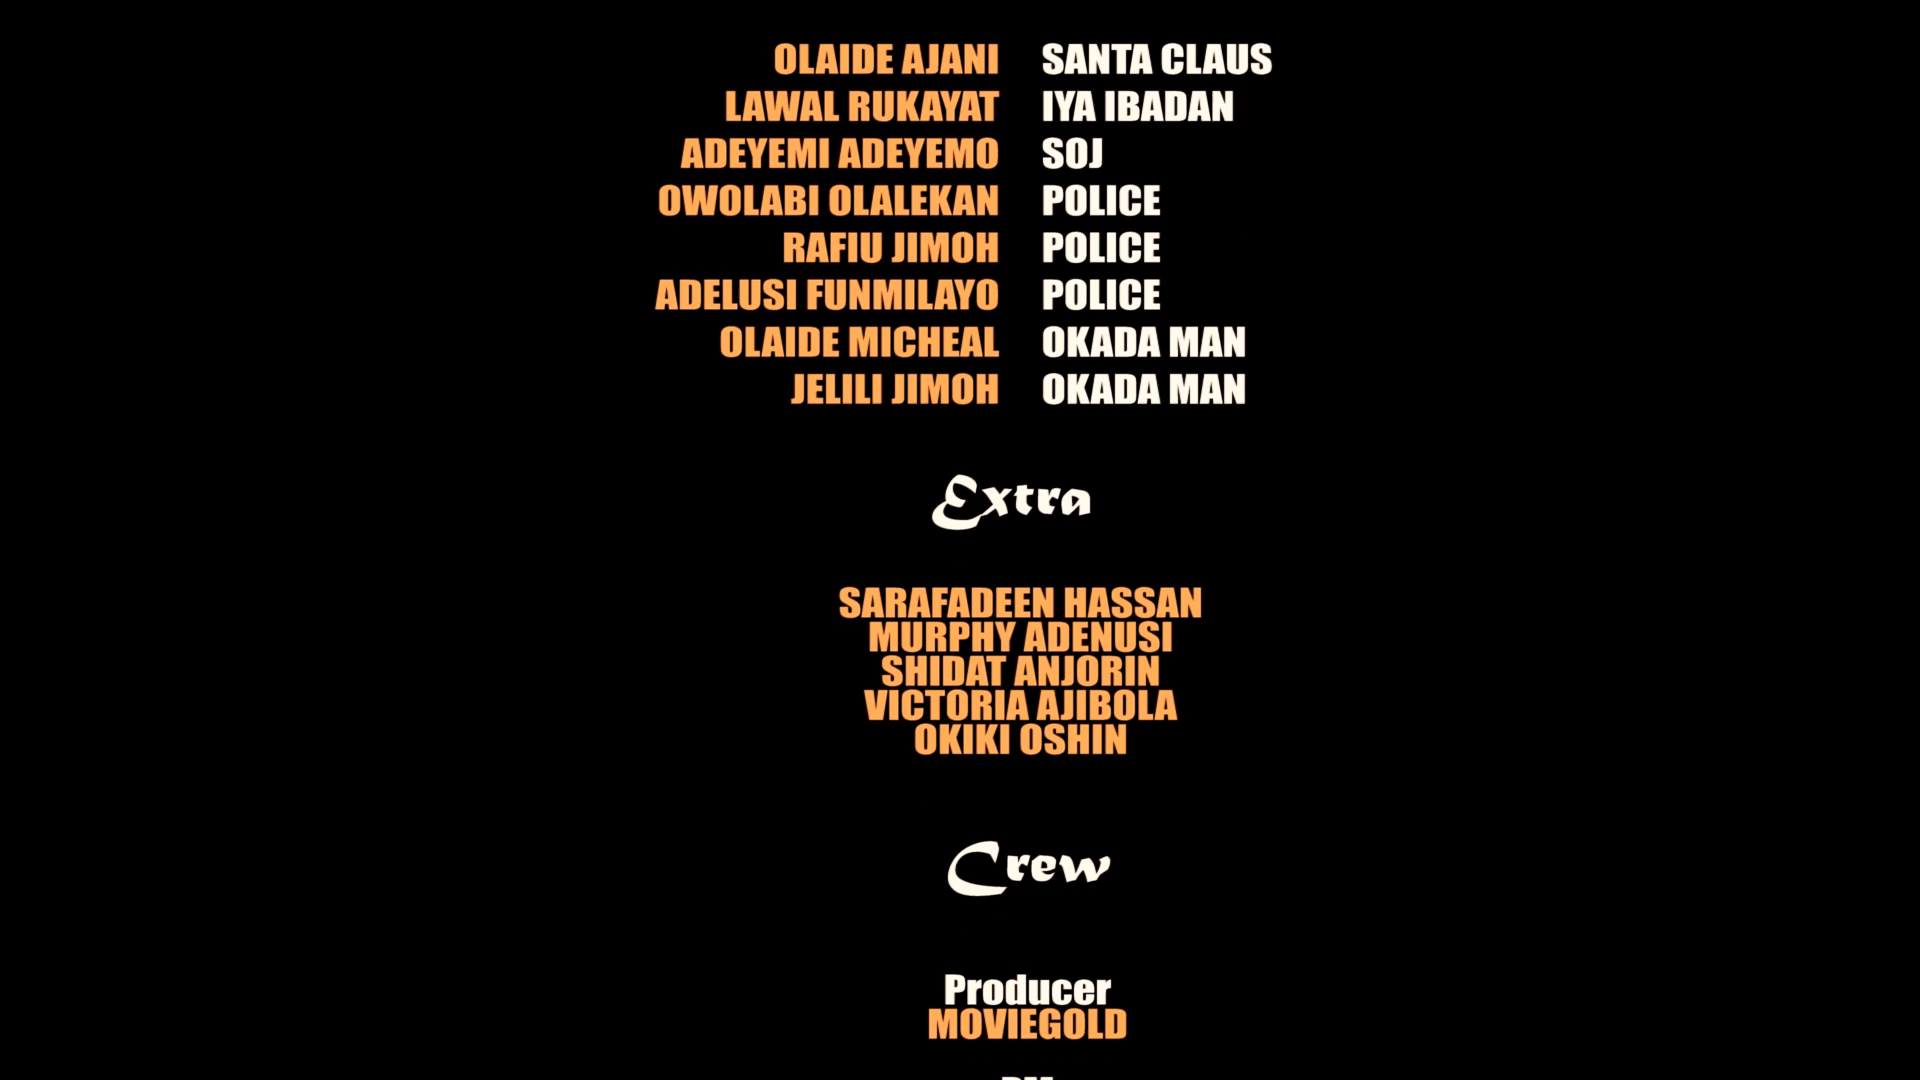 OLAIDE AJANI SANTA CLAUS
LAWAL RUKAYAT IYA IBADAN
ADEYEMI ADEYEMO SOJ
OWOLABI OLALEKAN POLICE
RAFIU JIMOH POLICE
ADELUSI FUNMILAYO POLICE
OLAIDE MICHEAL OKADA MAN
JELILI JIMOH OKADA MAN
Extra
SARAFADEEN HASSAN
MURPHY ADENUSI
SHIDAT ANJORIN
VICTORIA AJIBOLA
OKIKI OSHIN
Crew
Producer
MOVIEGOLD